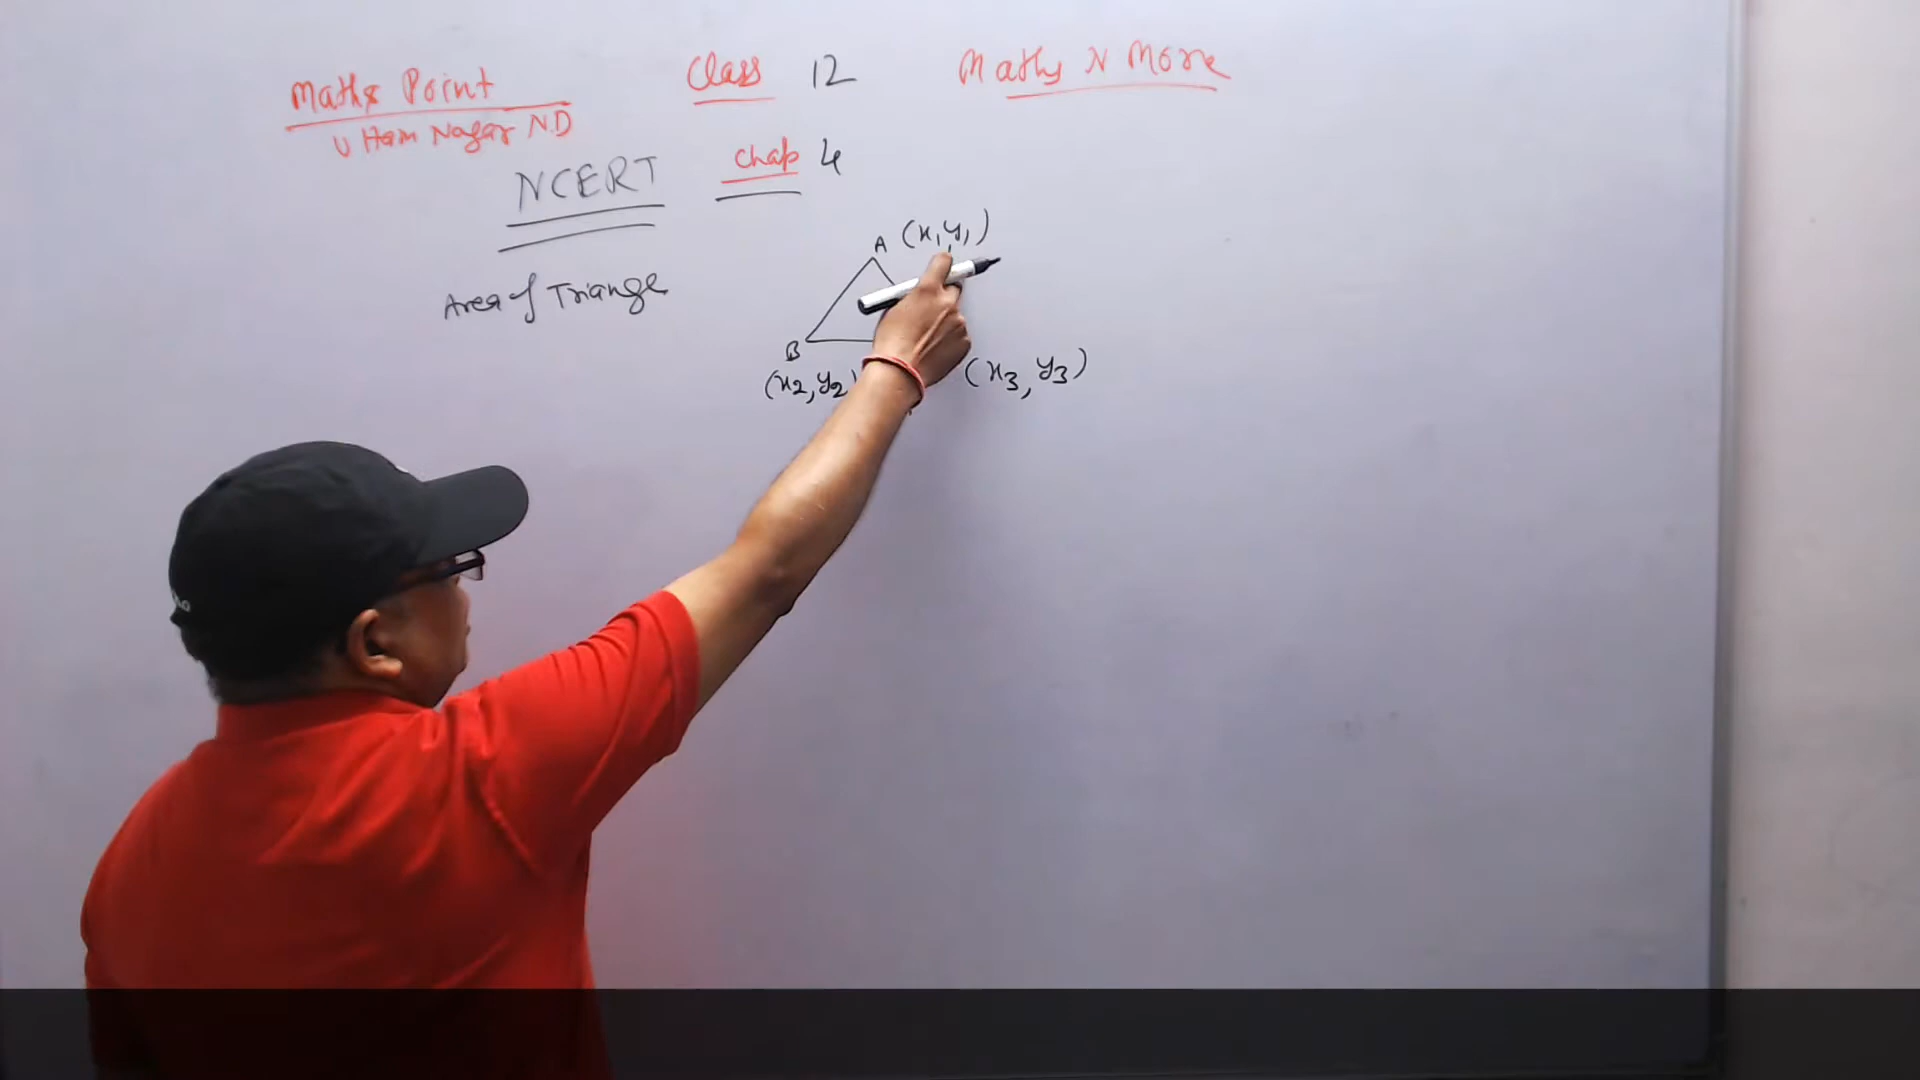 Maths Point
U Ham Nagar N.D
Class 12
Maths N More
NCERT
Chap 4
Area of Triangle
A (x₁, y₁)
B
(x₂, y₂)
(x₃, y₃)